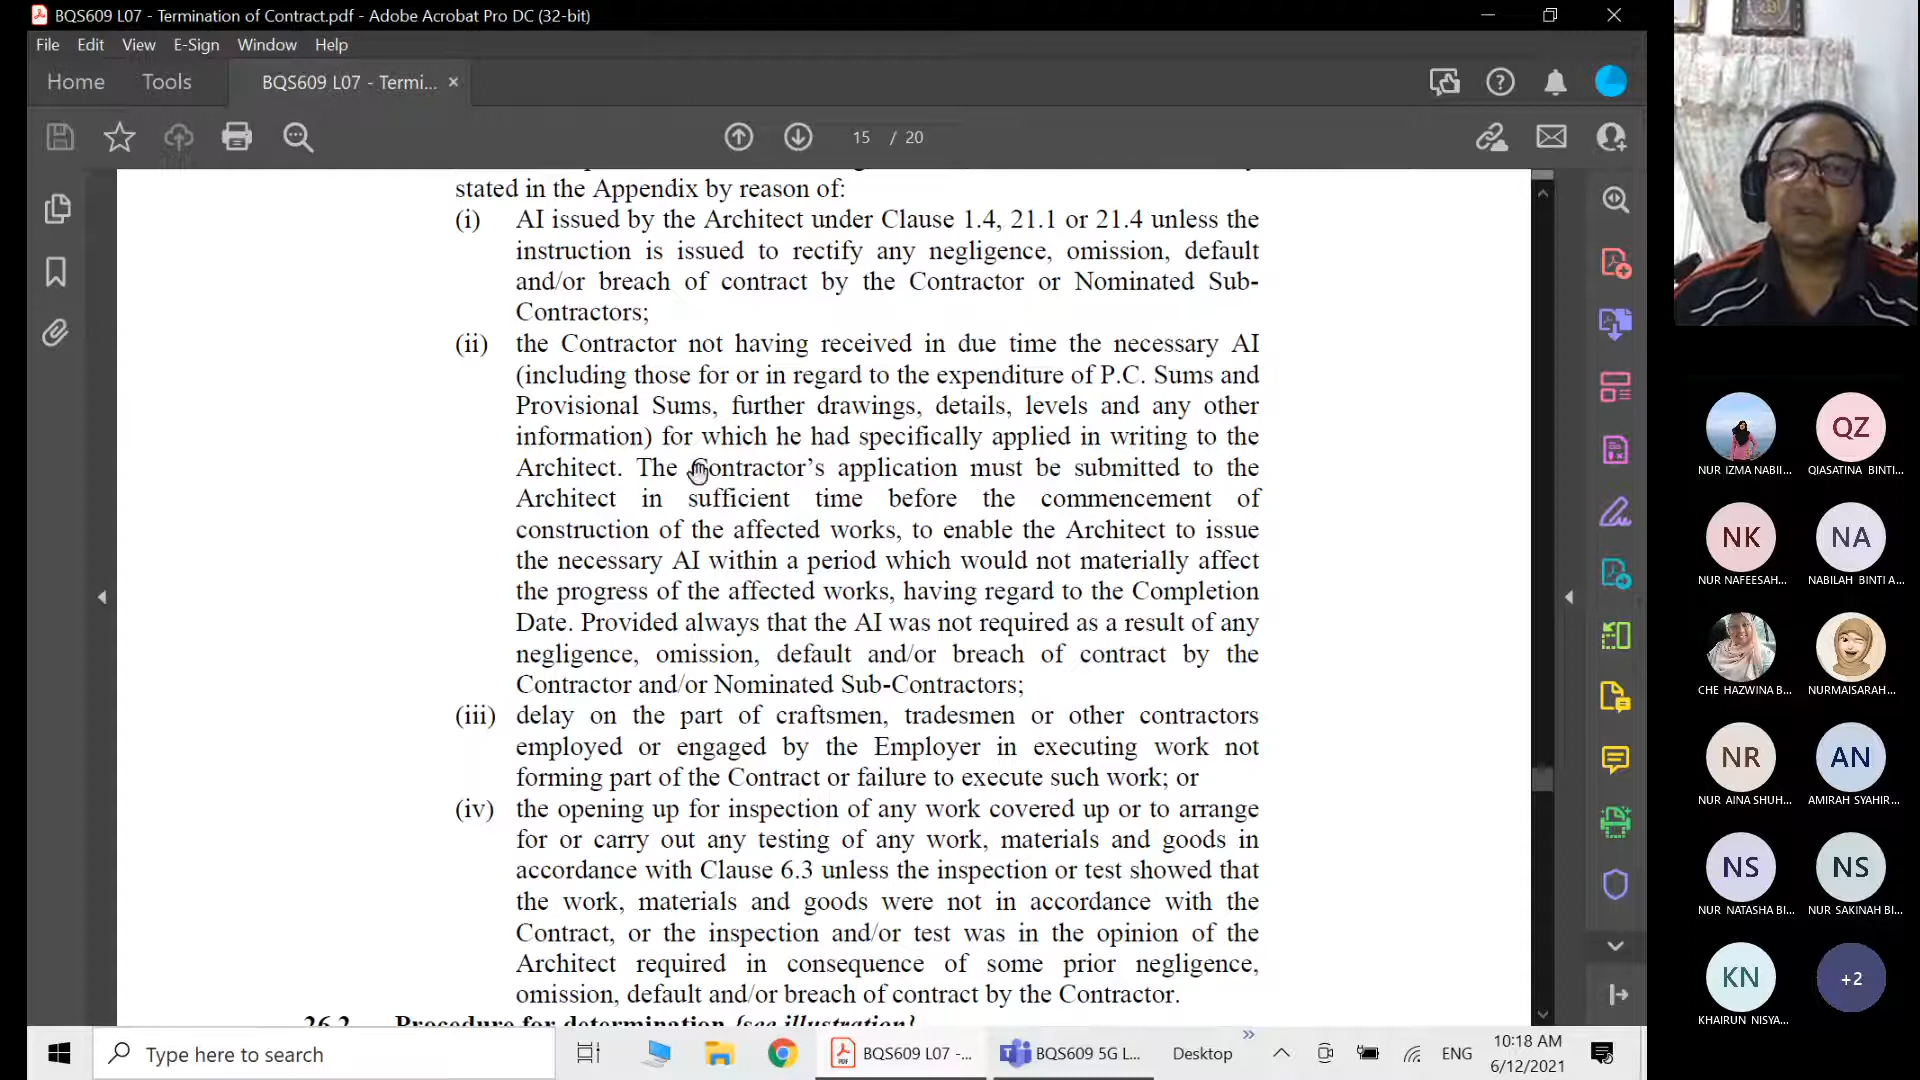 BQS609 L07 - Termination of Contract.pdf - Adobe Acrobat Pro DC (32-bit)
File Edit View E-Sign Window Help
Home Tools BQS609 L07 - Termi... ×
15 / 20
stated in the Appendix by reason of:
(i) AI issued by the Architect under Clause 1.4, 21.1 or 21.4 unless the
instruction is issued to rectify any negligence, omission, default
and/or breach of contract by the Contractor or Nominated Sub-
Contractors;
(ii) the Contractor not having received in due time the necessary AI
(including those for or in regard to the expenditure of P.C. Sums and
Provisional Sums, further drawings, details, levels and any other
information) for which he had specifically applied in writing to the
Architect. The Contractor’s application must be submitted to the
Architect in sufficient time before the commencement of
construction of the affected works, to enable the Architect to issue
the necessary AI within a period which would not materially affect
the progress of the affected works, having regard to the Completion
Date. Provided always that the AI was not required as a result of any
negligence, omission, default and/or breach of contract by the
Contractor and/or Nominated Sub-Contractors;
(iii) delay on the part of craftsmen, tradesmen or other contractors
employed or engaged by the Employer in executing work not
forming part of the Contract or failure to execute such work; or
(iv) the opening up for inspection of any work covered up or to arrange
for or carry out any testing of any work, materials and goods in
accordance with Clause 6.3 unless the inspection or test showed that
the work, materials and goods were not in accordance with the
Contract, or the inspection and/or test was in the opinion of the
Architect required in consequence of some prior negligence,
omission, default and/or breach of contract by the Contractor.
26.2 Procedure for determination {see illustration}
QZ
NUR IZMA NABII... QIASATINA BINTI...
NK NA
NUR NAFEESAH... NABILAH BINTI A...
CHE HAZWINA B... NURMAISARAH...
NR AN
NUR AINA SHUH... AMIRAH SYAHIR...
NS NS
NUR NATASHA BI... NUR SAKINAH BI...
KN +2
KHAIRUN NISYA...
Type here to search
BQS609 L07 -... BQS609 5G L... Desktop » ENG 10:18 AM
6/12/2021